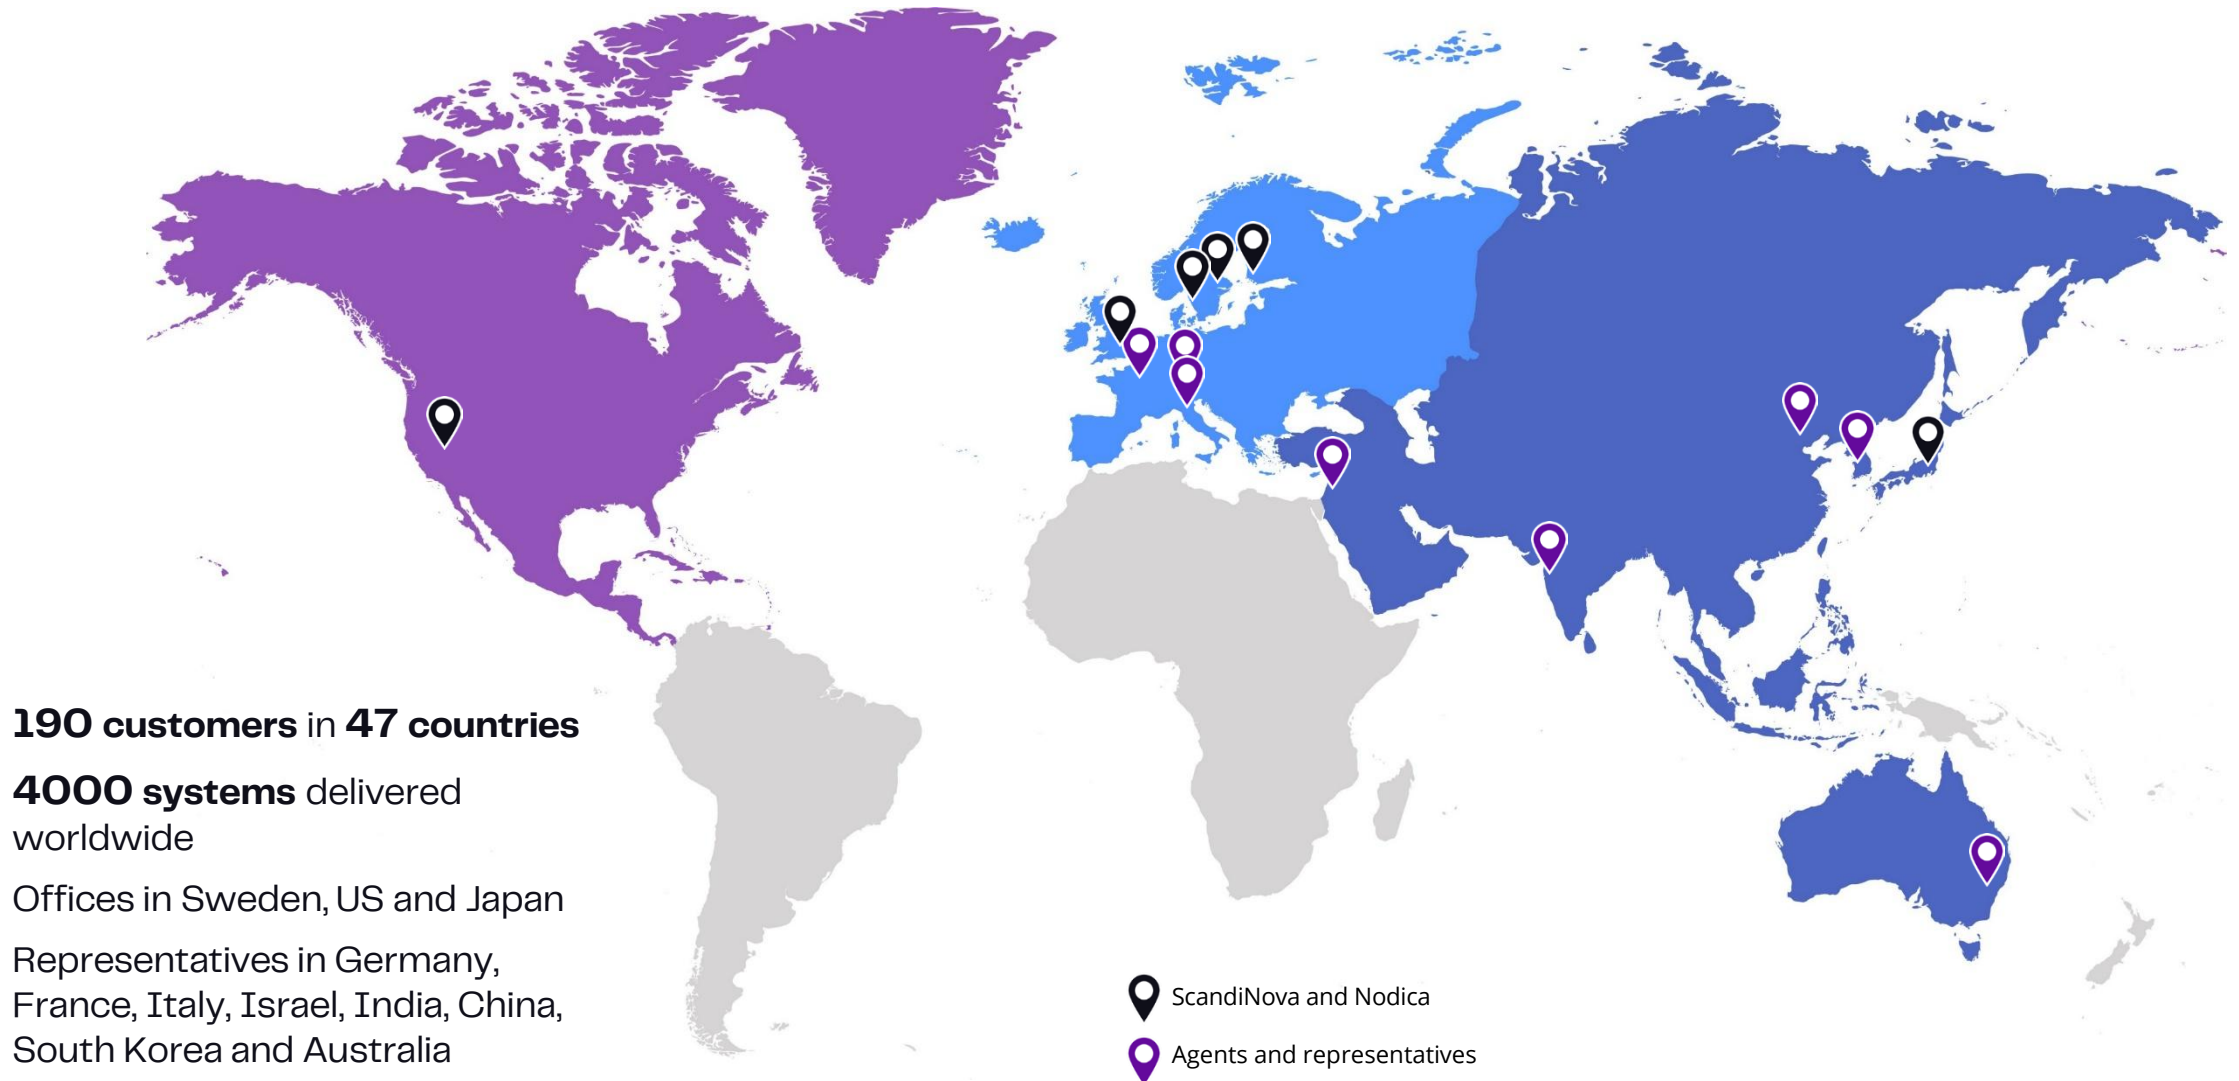 190 customers in 47 countries
4000 systems delivered
worldwide
Offices in Sweden, US and Japan
Representatives in Germany,
France, Italy, Israel, India, China,
South Korea and Australia
ScandiNova and Nodica
Agents and representatives